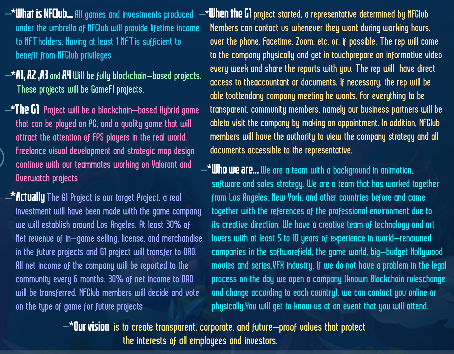 —*What is NFClub... All games and investments produced
under the umbrella of NFClub will provide lifetime income
to NFT holders, Having at least 1 NFT is sufficient to
benefit from NFClub privileges
—*A1, A2 ,A3 and A4 Will be fully blockchain-based projects.
These projects will be GameFI projects.
—*The G1 Project will be a blockchain-based Hybrid game
that can be played on PC, and a quality game that will
attract the attention of FPS players in the real world.
Freelance visual development and strategic map design
continue with our teammates working on Valorant and
Overwatch projects
—*Actually The G1 Project is our target Project, a real
investment will have been made with the game company
we will establish around Los Angeles. At least 30% of
Net revenue of in-game selling, license, and merchandise
in the future projects and G1 project will transfer to DAO.
All net income of the company will be reported to the
community every 6 months. 30% of net income to DAO
will be transferred. NFClub members will decide and vote
on the type of game for future projects
—*When the G1 project started, a representative determined by NFClub
Members can contact us whenever they want during working hours,
over the phone, Facetime, Zoom, etc. or, if possible. The rep will come
to the company physically and get in touchprepare an informative video
every week and share the reports with you. The rep will have direct
access to theaccountant or documents. If necessary, the rep will be
able toattendany company meeting he wants. For everything to be
transparent, community members, namely our business partners will be
ableto visit the company by making an appointment. In addition, NFClub
members will have the authority to view the company strategy and all
documents accessible to the representative.
—*Who we are... We are a team with a background in animation,
software and sales strategy. We are a team that has worked together
from Los Angeles, New York, and other countries before and came
together with the references of the professional environment due to
its creative direction. We have a creative team of technology and art
lovers with at least 5 to 10 years of experience in world-renowned
companies in the softwarefield, the game world, big-budget Hollywood
movies and series,VFX industry. If we do not have a problem in the legal
process on the day we open a company (known Blockchain ruleschange
and change according to each country), we can contact you online or
physically.You will get to know us at an event that you will attend.
—*Our vision is to create transparent, corporate, and future-proof values that protect
the interests of all employees and investors.